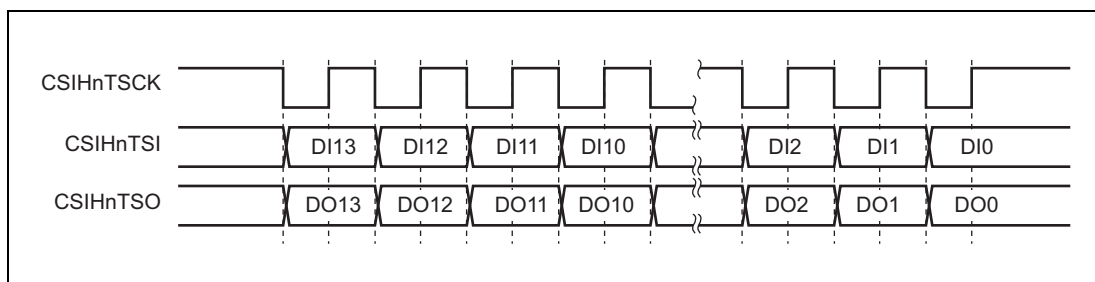 CSIHnTSCK
CSIHnTSI DI13 DI12 DI11 DI10 DI2 DI1 DI0
CSIHnTSO DO13 DO12 DO11 DO10 DO2 DO1 DO0